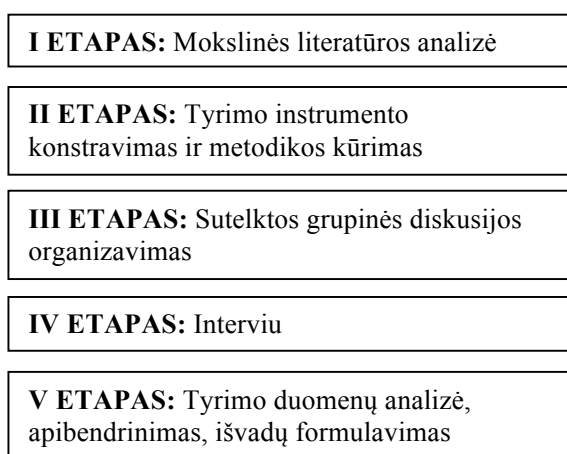 I ETAPAS: Mokslinės literatūros analizė
II ETAPAS: Tyrimo instrumento
konstravimas ir metodikos kūrimas
III ETAPAS: Sutelktos grupinės diskusijos
organizavimas
IV ETAPAS: Interviu
V ETAPAS: Tyrimo duomenų analizė,
apibendrinimas, išvadų formulavimas